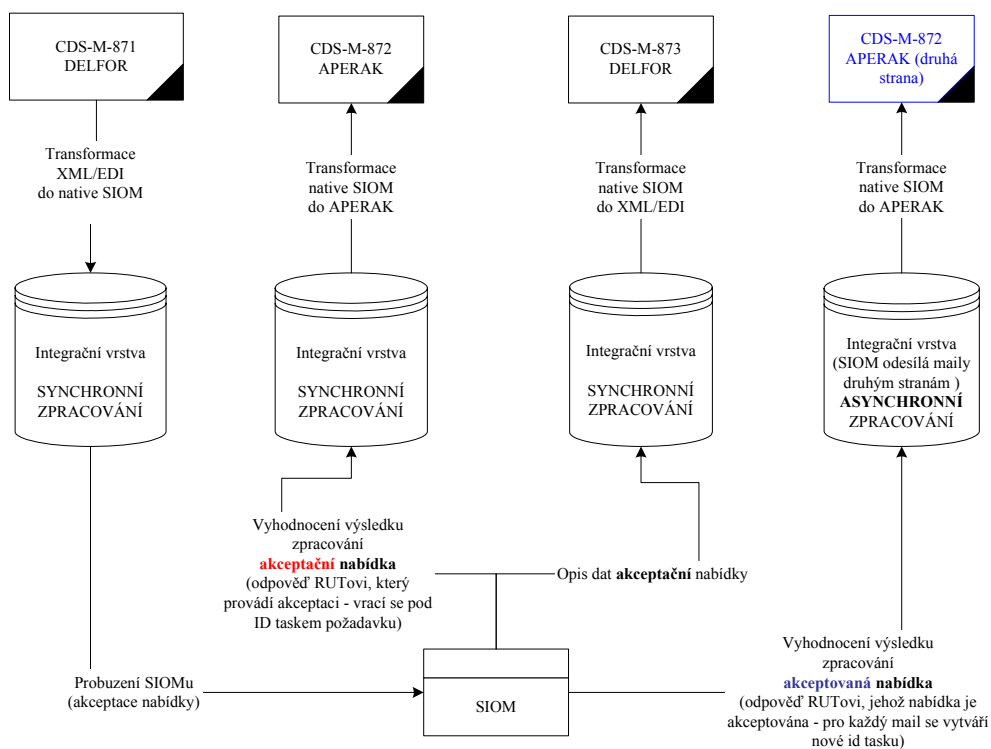 CDS-M-871
DELFOR
CDS-M-872
APERAK
CDS-M-873
DELFOR
CDS-M-872
APERAK (druhá
strana)
Transformace
XML/EDI
do native SIOM
Transformace
native SIOM
do APERAK
Transformace
native SIOM
do XML/EDI
Transformace
native SIOM
do APERAK
Integrační vrstva
SYNCHRONNÍ
ZPRACOVÁNÍ
Integrační vrstva
SYNCHRONNÍ
ZPRACOVÁNÍ
Integrační vrstva
SYNCHRONNÍ
ZPRACOVÁNÍ
Integrační vrstva
(SIOM odesílá maily
druhým stranám )
ASYNCHRONNÍ
ZPRACOVÁNÍ
Vyhodnocení výsledku
zpracování
akceptační nabídka
(odpověď RUTovi, který
provádí akceptaci - vrací se pod
ID taskem požadavku)
Opis dat akceptační nabídky
Probuzení SIOMu
(akceptace nabídky)
SIOM
Vyhodnocení výsledku
zpracování
akceptovaná nabídka
(odpověď RUTovi, jehož nabídka je
akceptována - pro každý mail se vytváří
nové id tasku)